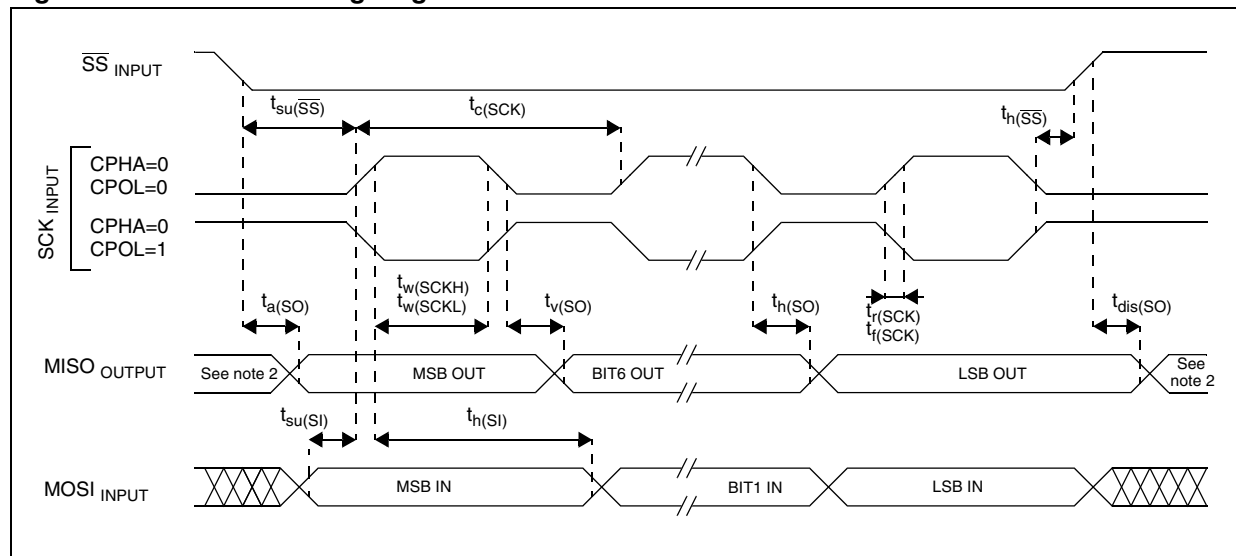 SS INPUT
tsu(SS)
tc(SCK)
th(SS)
SCK INPUT
CPHA=0
CPOL=0
CPHA=0
CPOL=1
ta(SO)
tw(SCKH)
tw(SCKL)
tv(SO)
th(SO)
tr(SCK)
tf(SCK)
tdis(SO)
MISO OUTPUT
See note 2
MSB OUT
BIT6 OUT
LSB OUT
See
note 2
tsu(SI)
th(SI)
MOSI INPUT
MSB IN
BIT1 IN
LSB IN